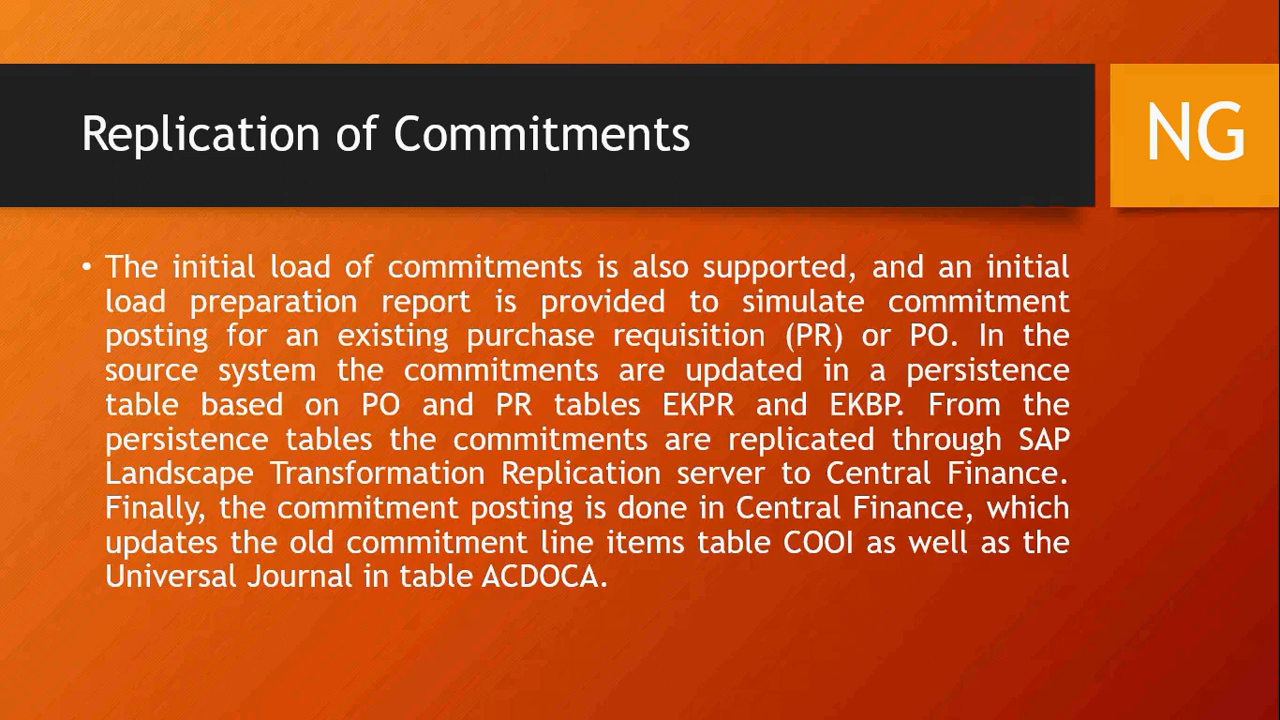 Replication of Commitments
NG
• The initial load of commitments is also supported, and an initial
load preparation report is provided to simulate commitment
posting for an existing purchase requisition (PR) or PO. In the
source system the commitments are updated in a persistence
table based on PO and PR tables EKPR and EKBP. From the
persistence tables the commitments are replicated through SAP
Landscape Transformation Replication server to Central Finance.
Finally, the commitment posting is done in Central Finance, which
updates the old commitment line items table COOI as well as the
Universal Journal in table ACDOCA.